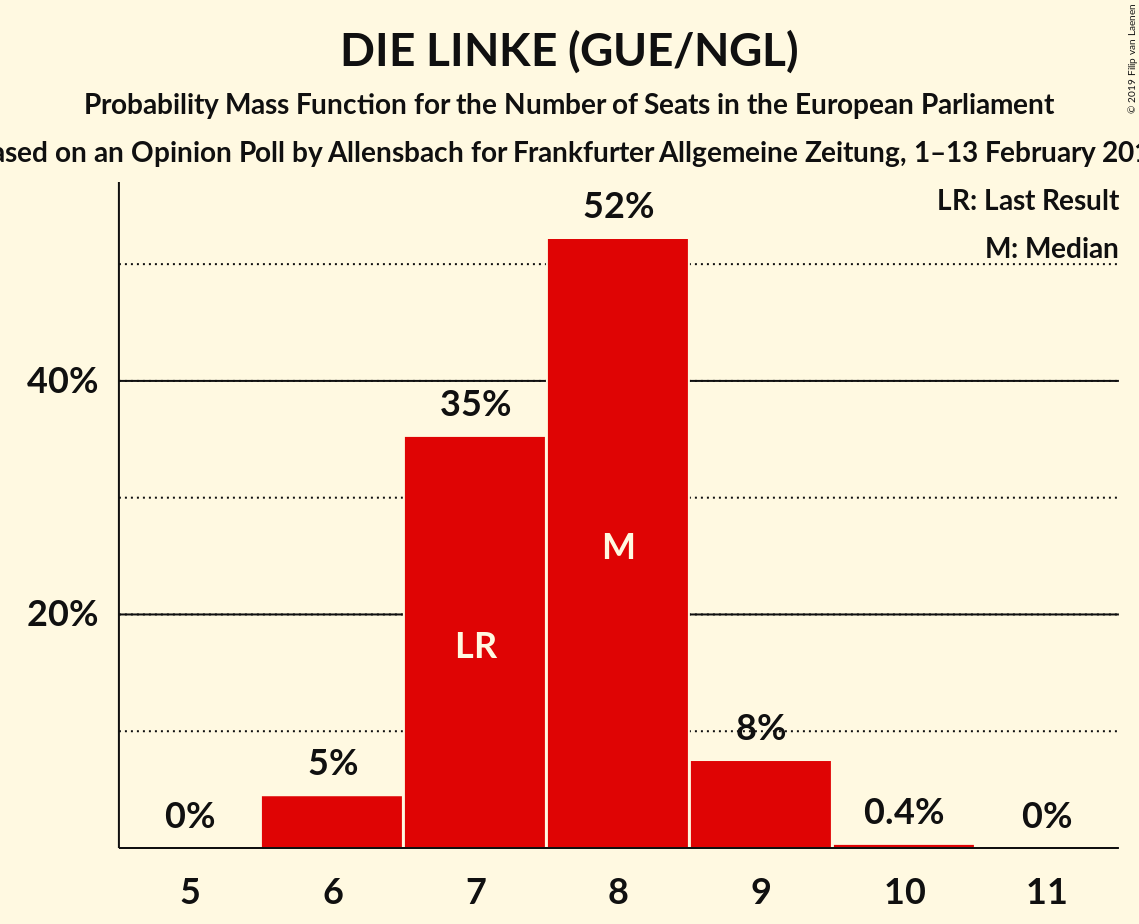 DIE LINKE (GUE/NGL)
Probability Mass Function for the Number of Seats in the European Parliament
on an Opinion Poll by Allensbach for Frankfurter Allgemeine Zeitung, 1–13 February
© 2019 Filip van Laenen
LR: Last Result
M: Median
52%
40%
35%
M
20%
LR
8%
5%
0%
0.4%
0%
5 6 7 8 9 10 11